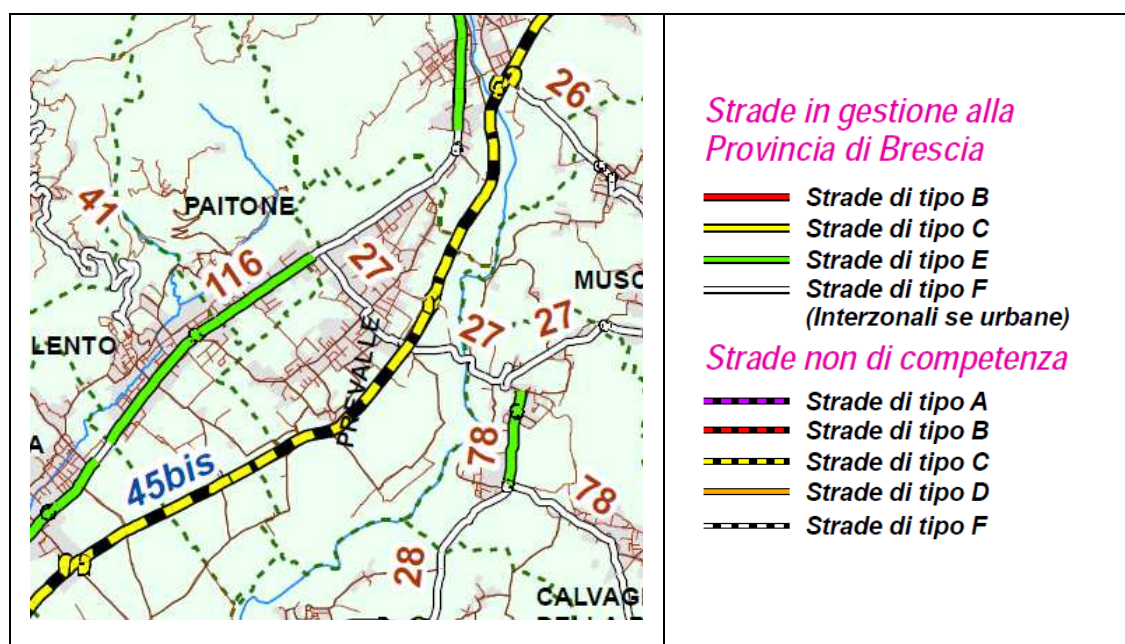 26
41
PAITONE
116
27
MUSC
27
27
LENTO
PREVALLE
A
78
45bis
78
28
CALVAG
Strade in gestione alla
Provincia di Brescia
Strade di tipo B
Strade di tipo C
Strade di tipo E
Strade di tipo F
(Interzonali se urbane)
Strade non di competenza
Strade di tipo A
Strade di tipo B
Strade di tipo C
Strade di tipo D
Strade di tipo F